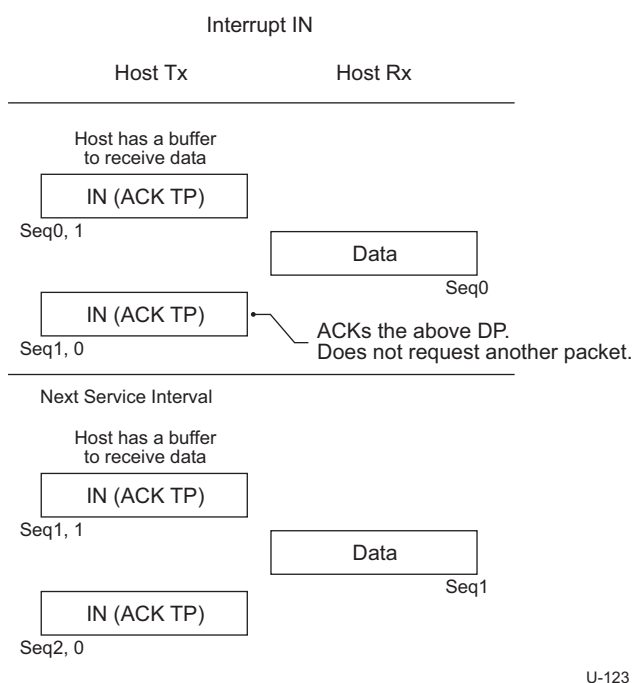 Interrupt IN
Host Tx Host Rx
Host has a buffer
to receive data
IN (ACK TP)
Seq0, 1
Data
Seq0
IN (ACK TP)
Seq1, 0
ACKs the above DP.
Does not request another packet.
Next Service Interval
Host has a buffer
to receive data
IN (ACK TP)
Seq1, 1
Data
Seq1
IN (ACK TP)
Seq2, 0
U-123